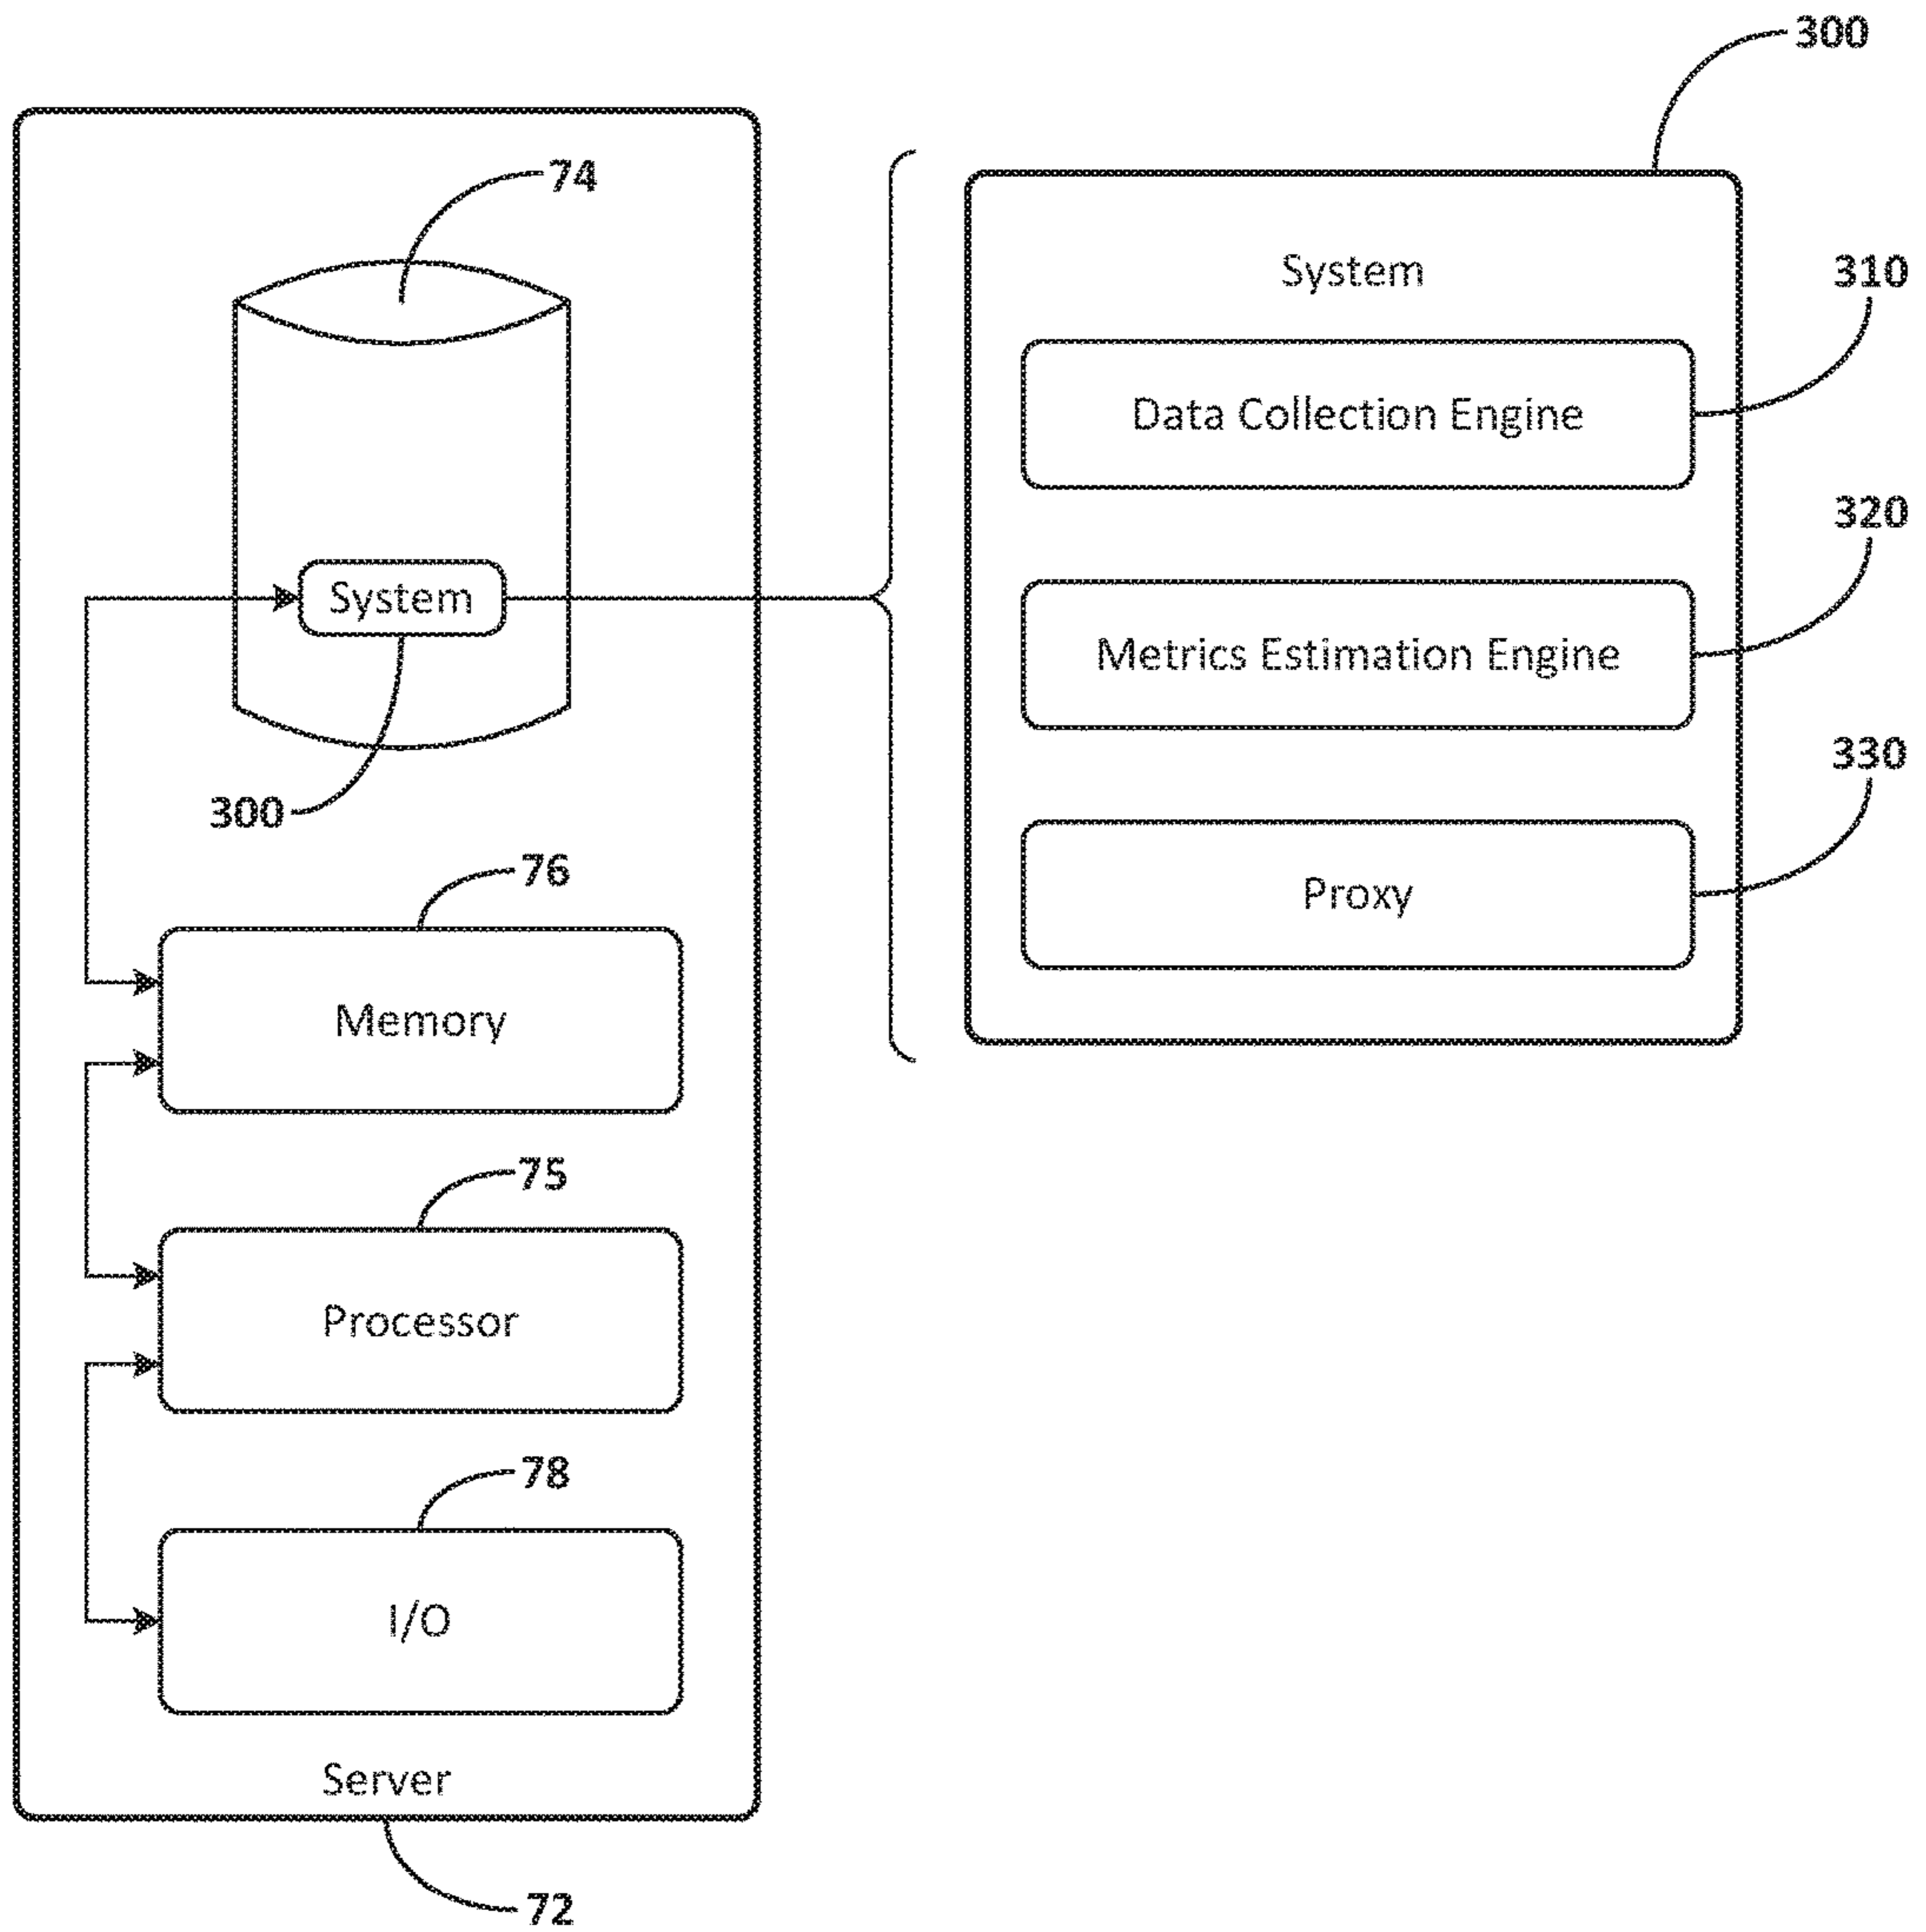 300
74
System
310
Data Collection Engine
320
System
Metrics Estimation Engine
330
300
76
Proxy
Memory
75
Processor
78
I/O
Server
72